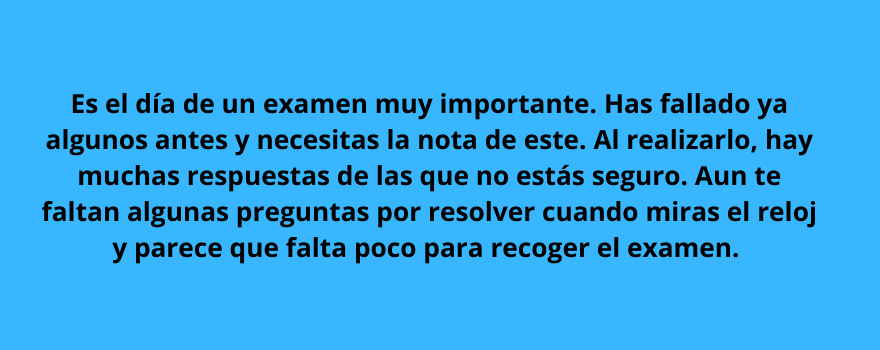 Es el día de un examen muy importante. Has fallado ya
algunos antes y necesitas la nota de este. Al realizarlo, hay
muchas respuestas de las que no estás seguro. Aun te
faltan algunas preguntas por resolver cuando miras el reloj
y parece que falta poco para recoger el examen.